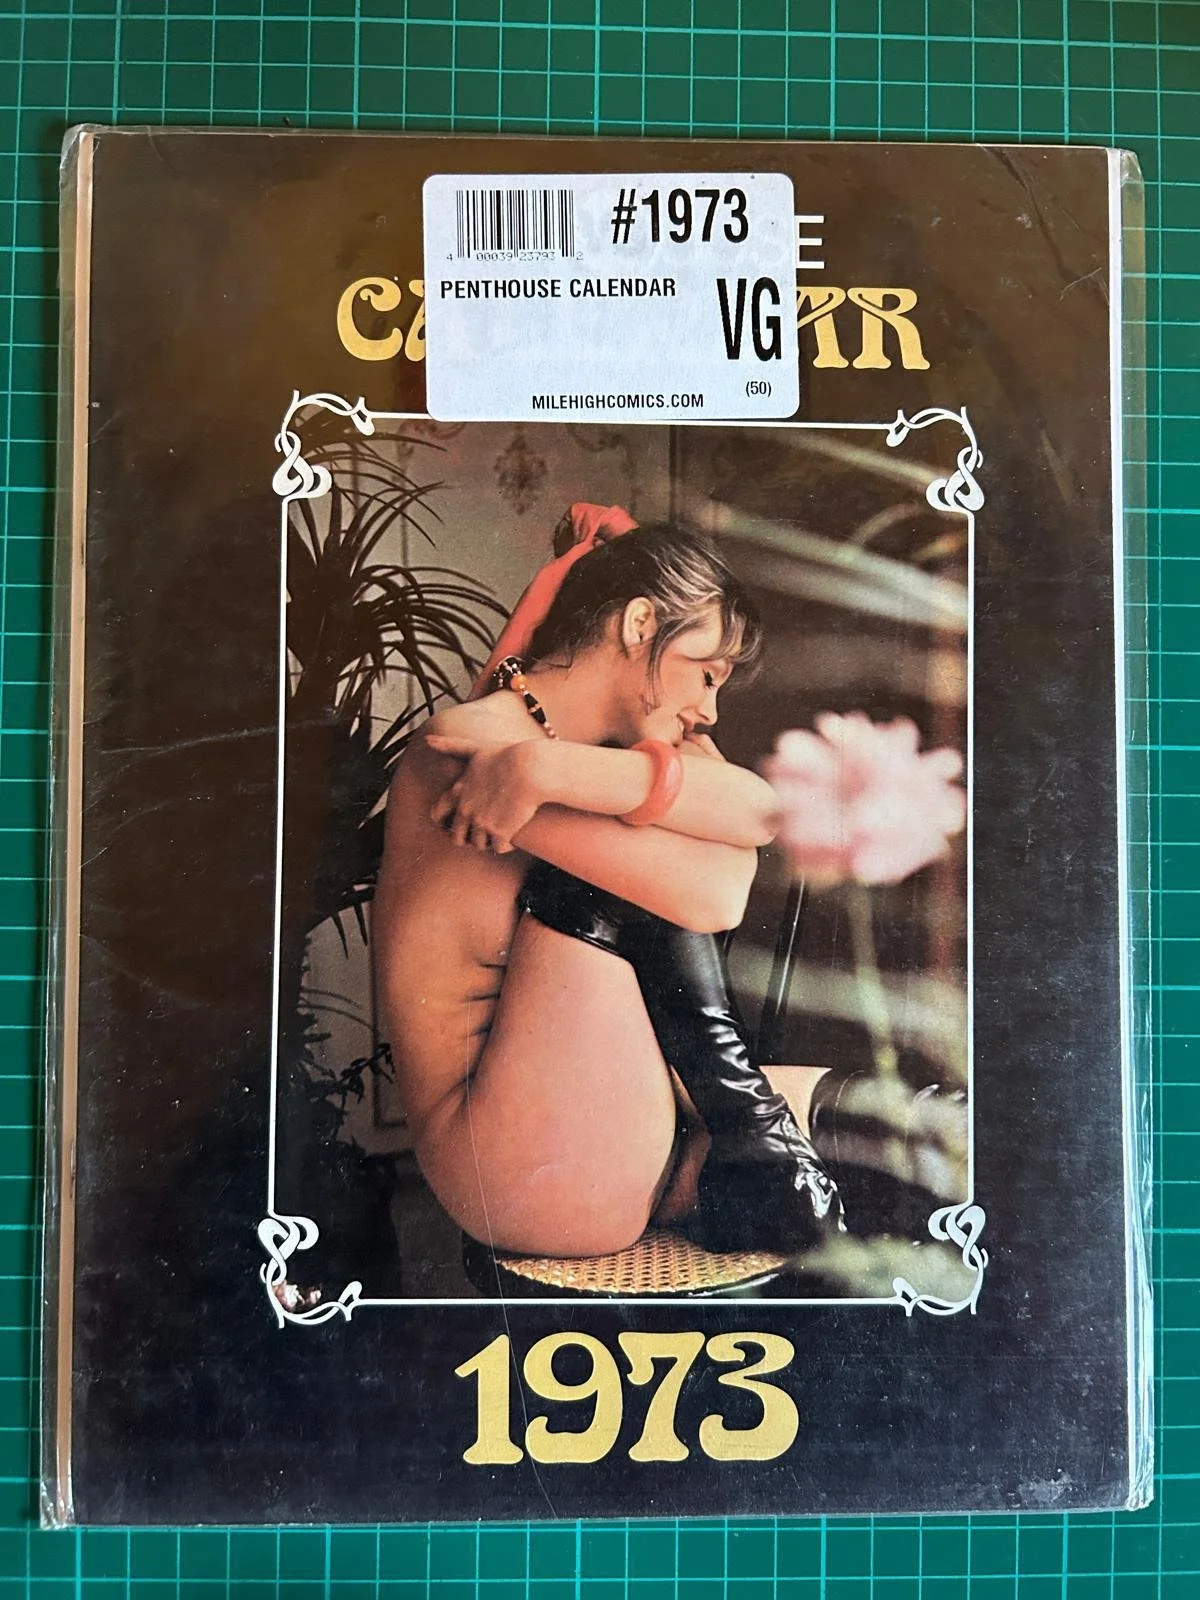 #1973
4 00039 23793 2
PENTHOUSE CALENDAR
VG
(50)
MILEHIGHCOMICS.COM
1973